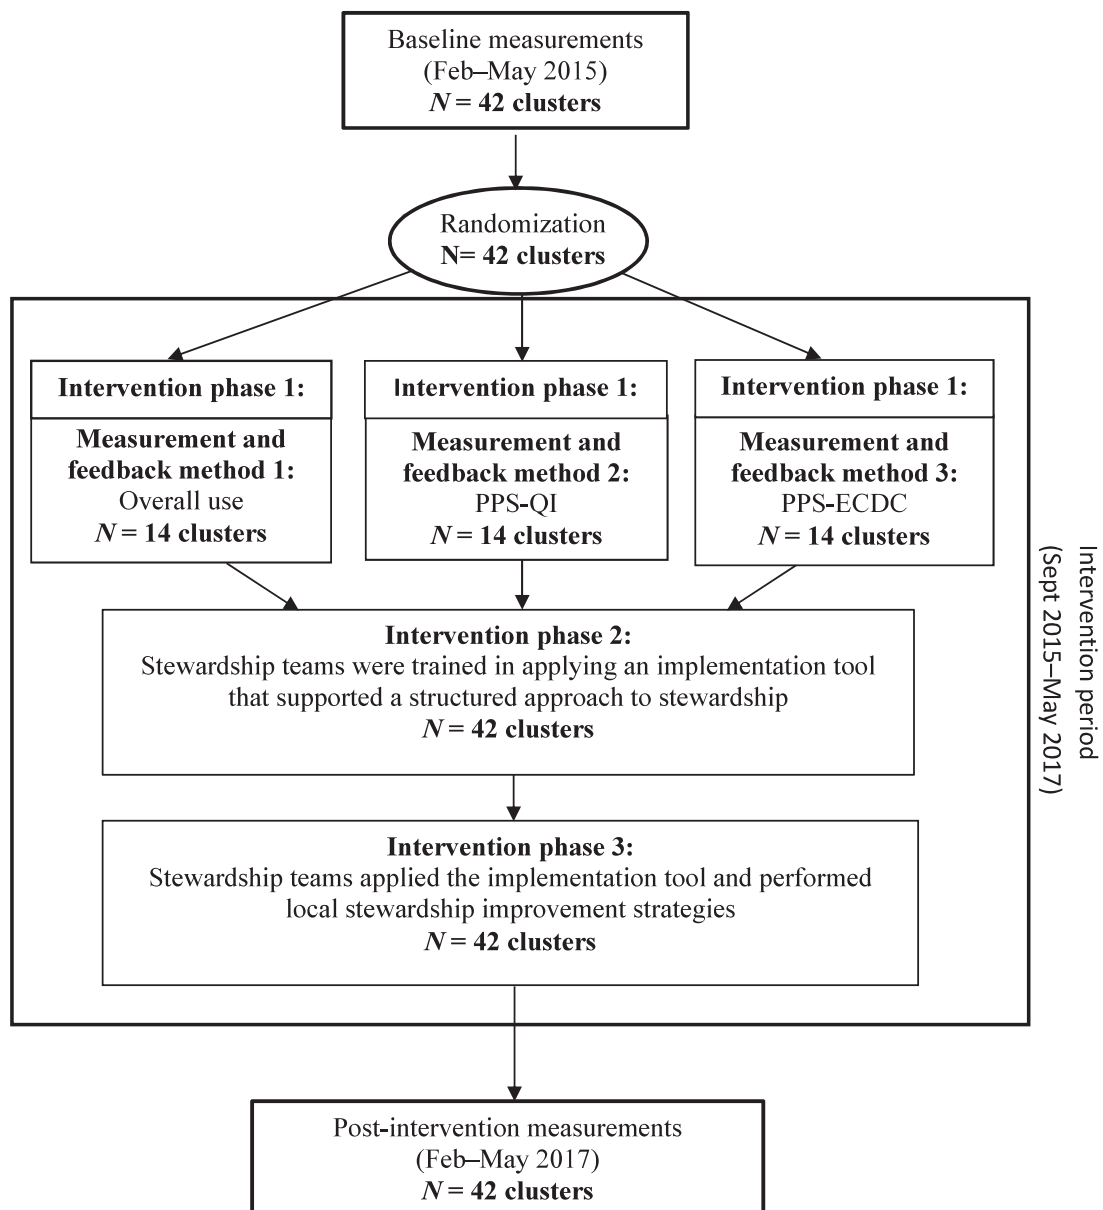 Baseline measurements
(Feb–May 2015)
N = 42 clusters
Randomization
N= 42 clusters
Intervention phase 1:
Measurement and
feedback method 1:
Overall use
N = 14 clusters
Intervention phase 1:
Measurement and
feedback method 2:
PPS-QI
N = 14 clusters
Intervention phase 1:
Measurement and
feedback method 3:
PPS-ECDC
N = 14 clusters
Intervention period
(Sept 2015–May 2017)
Intervention phase 2:
Stewardship teams were trained in applying an implementation tool
that supported a structured approach to stewardship
N = 42 clusters
Intervention phase 3:
Stewardship teams applied the implementation tool and performed
local stewardship improvement strategies
N = 42 clusters
Post-intervention measurements
(Feb–May 2017)
N = 42 clusters